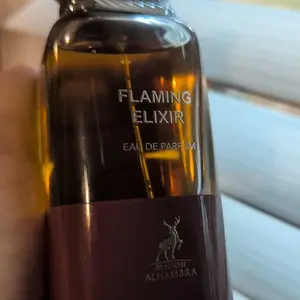 FLAMING
ELIXIR
EAU DE PARFUM
MAISON
ALHAMBRA